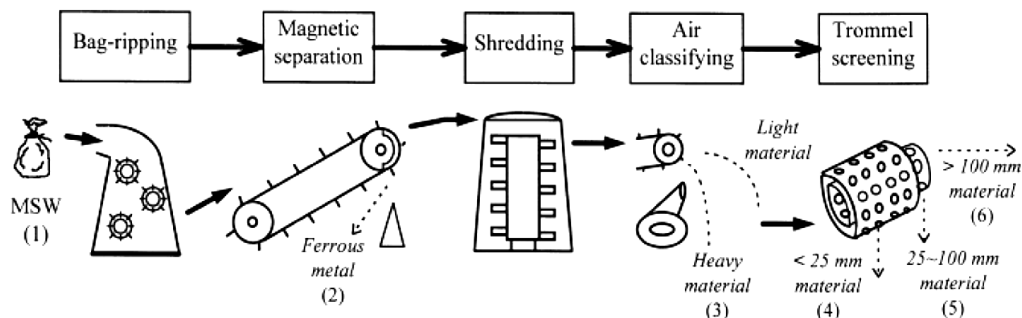 Bag-ripping
Magnetic
separation
Shredding
Air
classifying
Trommel
screening
MSW
(1)
Ferrous
metal
(2)
Light
material
Heavy
material
(3)
< 25 mm
material
(4)
25~100 mm
material
(5)
> 100 mm
material
(6)